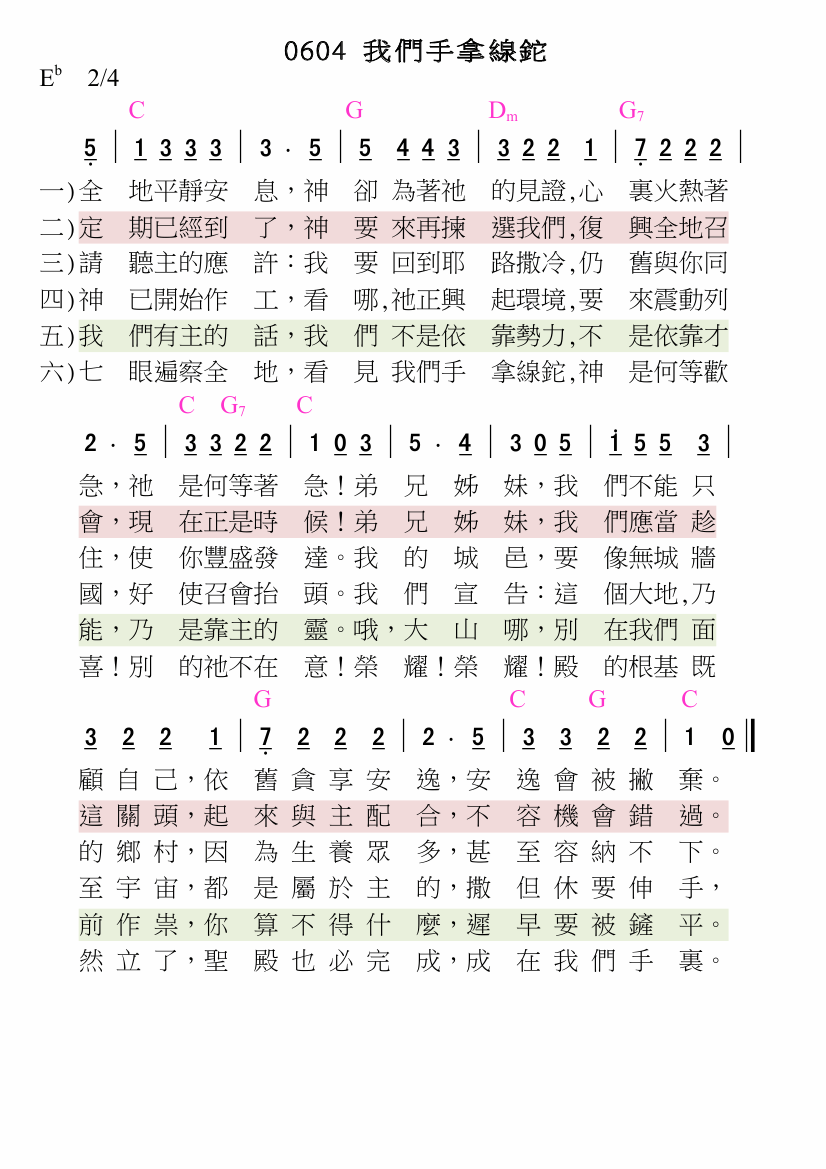 0604 我們手拿線鉈
E♭ 2/4
C G Dm G7
5̣ | 1 3 3 3 | 3 · 5 | 5 4 4 3 | 3 2 2 1 | 7̣ 2 2 2 |
一)全 地平靜安 息，神 卻 為著祂 的見證,心 裏火熱著
二)定 期已經到 了，神 要 來再揀 選我們,復 興全地召
三)請 聽主的應 許：我 要 回到耶 路撒冷,仍 舊與你同
四)神 已開始作 工，看 哪,祂正興 起環境,要 來震動列
五)我 們有主的 話，我 們 不是依 靠勢力,不 是依靠才
六)七 眼遍察全 地，看 見 我們手 拿線鉈,神 是何等歡
C G7 C
2 · 5 | 3 3 2 2 | 1 0 3 | 5 · 4 | 3 0 5 | 1̇ 5 5 3 |
急，祂 是何等著 急！弟 兄 姊 妹，我 們不能 只
會，現 在正是時 候！弟 兄 姊 妹，我 們應當 趁
住，使 你豐盛發 達。我 的 城 邑，要 像無城 牆
國，好 使召會抬 頭。我 們 宣 告：這 個大地,乃
能，乃 是靠主的 靈。哦，大 山 哪，別 在我們 面
喜！別 的祂不在 意！榮 耀！榮 耀！殿 的根基 既
G C G C
3 2 2 1 | 7̣ 2 2 2 | 2 · 5 | 3 3 2 2 | 1 0 ‖
顧 自 己，依 舊 貪 享 安 逸，安 逸 會 被 撇 棄。
這 關 頭，起 來 與 主 配 合，不 容 機 會 錯 過。
的 鄉 村，因 為 生 養 眾 多，甚 至 容 納 不 下。
至 宇 宙，都 是 屬 於 主 的，撒 但 休 要 伸 手，
前 作 祟，你 算 不 得 什 麼，遲 早 要 被 鏟 平。
然 立 了，聖 殿 也 必 完 成，成 在 我 們 手 裏。